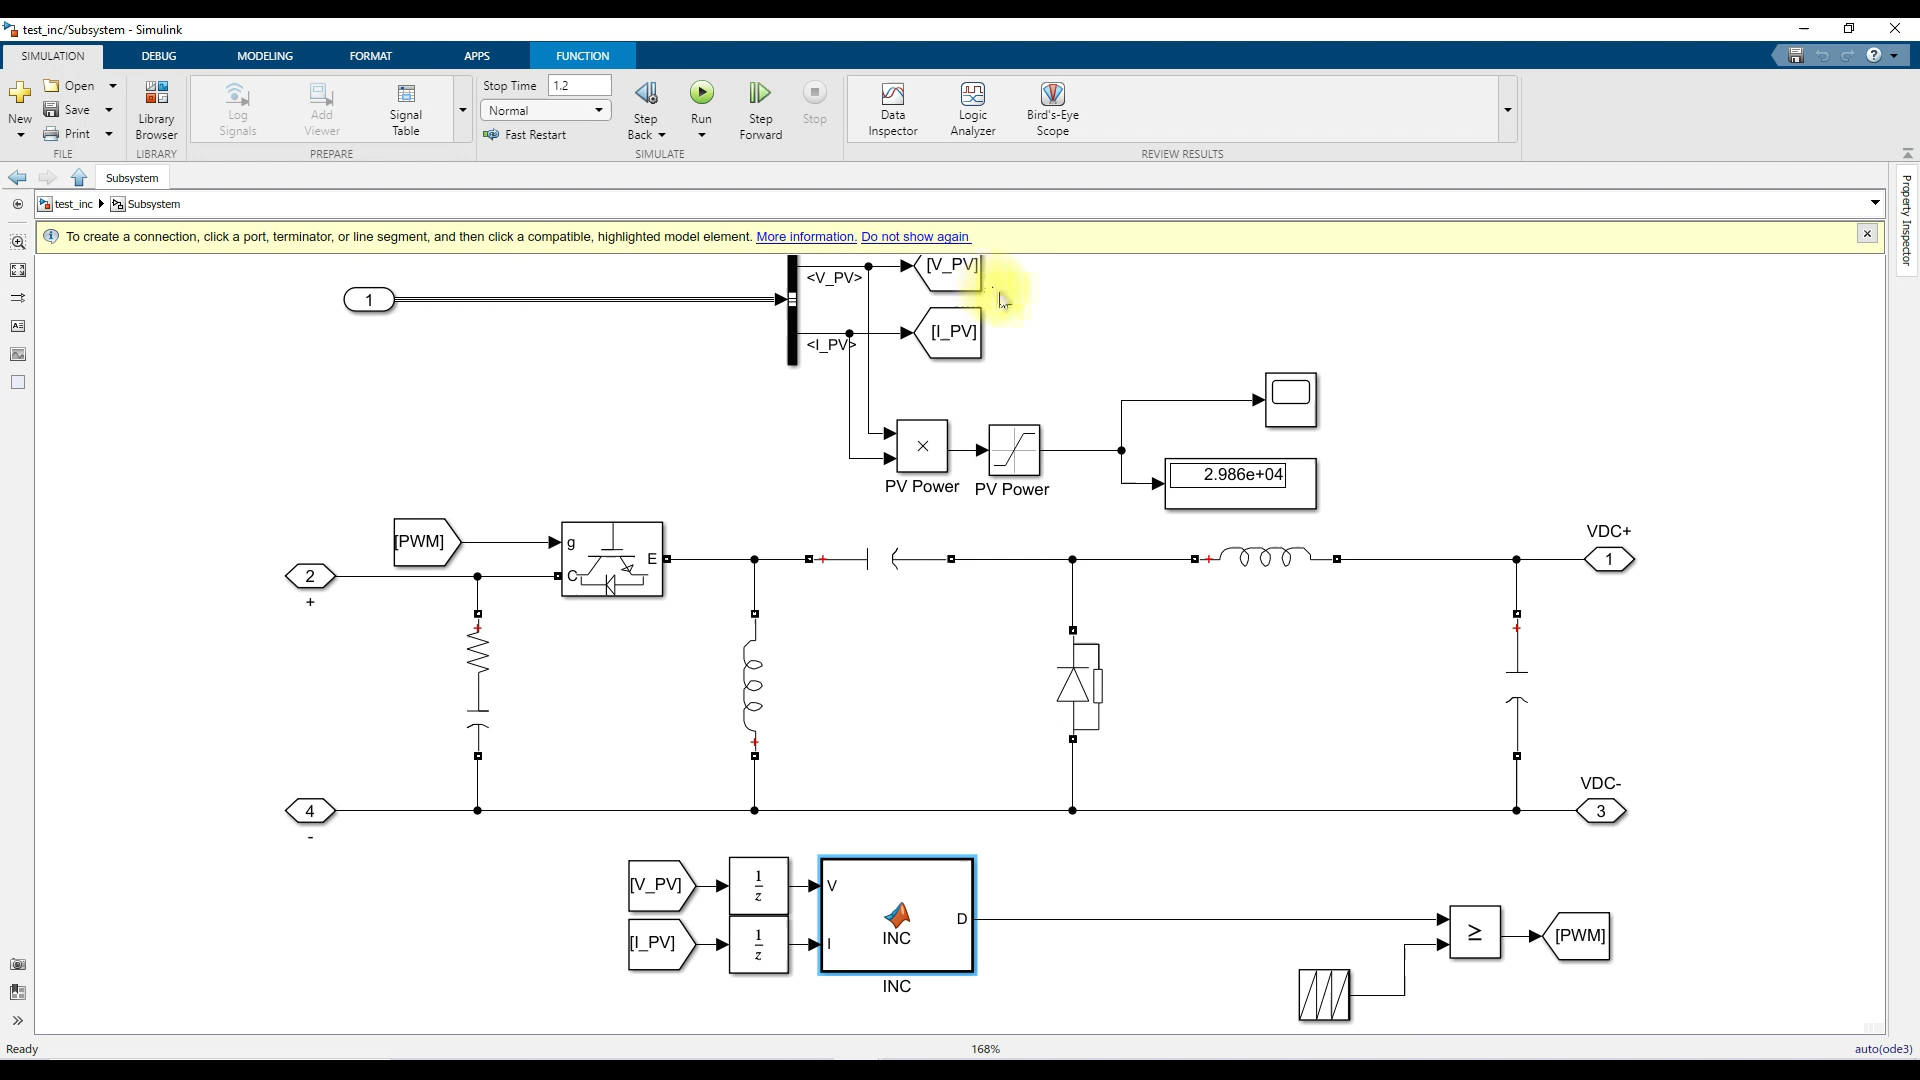 test_inc/Subsystem - Simulink
SIMULATION DEBUG MODELING FORMAT APPS FUNCTION
New Open Save Print FILE
Library Browser LIBRARY
Log Signals Add Viewer Signal Table PREPARE
Stop Time 1.2
Normal
Fast Restart
Step Back Run Step Forward Stop SIMULATE
Data Inspector Logic Analyzer Bird's-Eye Scope REVIEW RESULTS
Subsystem
test_inc Subsystem
To create a connection, click a port, terminator, or line segment, and then click a compatible, highlighted model element. More information. Do not show again
Property Inspector
1 <V_PV> [V_PV]
<I_PV> [I_PV]
2.986e+04
× PV Power PV Power
[PWM] g C E
2
+
VDC+
1
4
-
VDC-
3
[V_PV] 1 z V
[I_PV] 1 z I
INC D
INC
≥ [PWM]
Ready 168% auto(ode3)